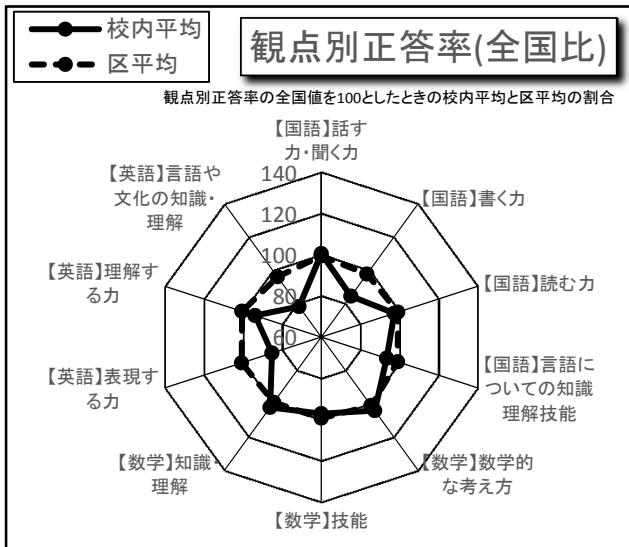 校内平均
区平均
観点別正答率(全国比)
観点別正答率の全国値を100としたときの校内平均と区平均の割合
【国語】話す
力・聞く力
【国語】書く力
【国語】読む力
【国語】言語に
ついての知識
理解技能
【数学】数学的
な考え方
【数学】技能
【数学】知識・
理解
【英語】表現す
る力
【英語】理解す
る力
【英語】言語や
文化の知識・
理解
140
120
100
80
60